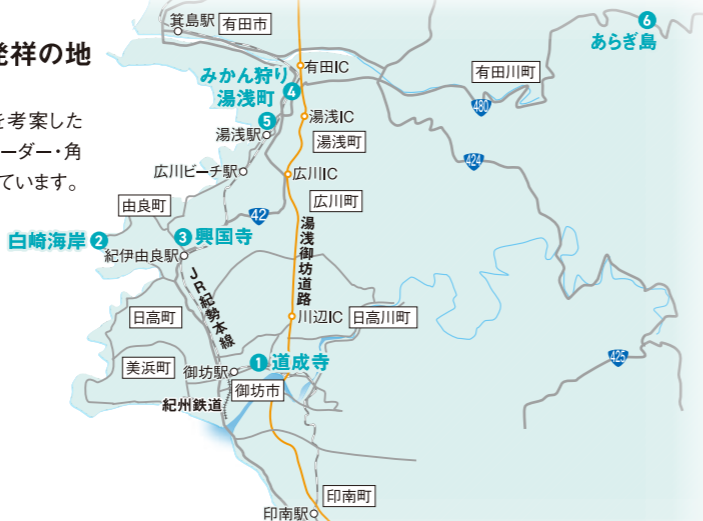 発祥の地
を考案した
ーダー・角
ています。
箕島駅
有田市
有田IC
みかん狩り
湯浅町
4
5
湯浅駅
湯浅IC
湯浅町
有田川町
6
あらぎ島
480
424
広川ビーチ駅
広川IC
広川町
由良町
42
白崎海岸 2
3 興国寺
紀伊由良駅
湯浅御坊道路
JR紀勢本線
日高町
川辺IC
日高川町
美浜町
御坊駅
1 道成寺
御坊市
紀州鉄道
425
印南町
印南駅